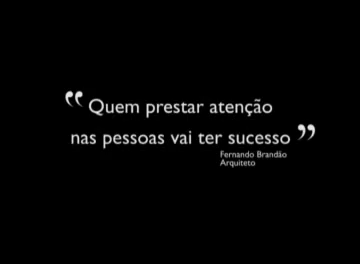 “ Quem prestar atenção
nas pessoas vai ter sucesso ”
Fernando Brandão
Arquiteto